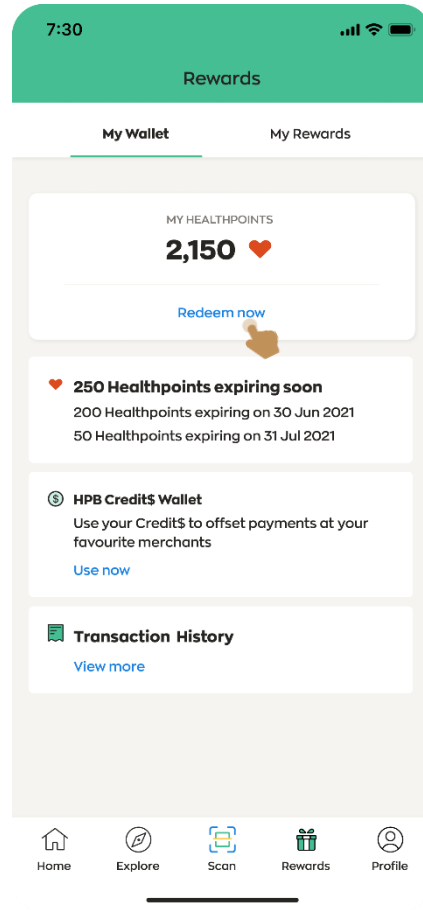 7:30
Rewards
My Wallet
My Rewards
MY HEALTHPOINTS
2,150
Redeem now
250 Healthpoints expiring soon
200 Healthpoints expiring on 30 Jun 2021
50 Healthpoints expiring on 31 Jul 2021
$ HPB Credit$ Wallet
Use your Credit$ to offset payments at your
favourite merchants
Use now
Transaction History
View more
Home
Explore
Scan
Rewards
Profile